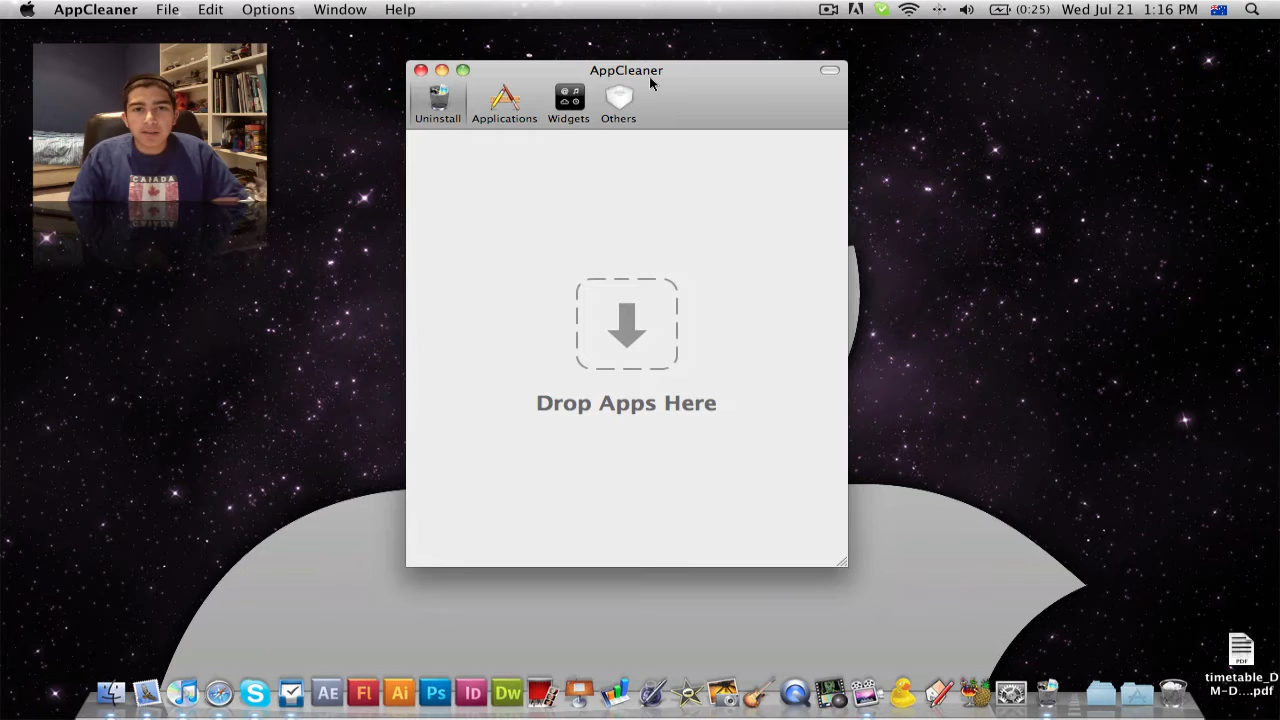 AppCleaner File Edit Options Window Help (0:25) Wed Jul 21 1:16 PM
AppCleaner
Uninstall Applications Widgets Others
CANADA
Drop Apps Here
AE Fl Ai Ps Id Dw
PDF
timetable_D
M-D....pdf